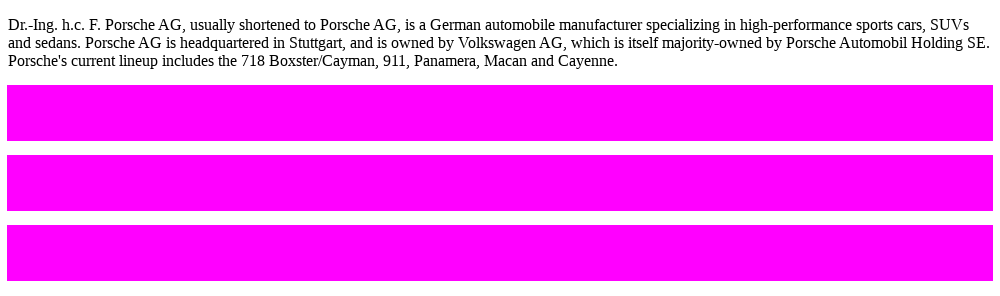 Dr.-Ing. h.c. F. Porsche AG, usually shortened to Porsche AG, is a German automobile manufacturer specializing in high-performance sports cars, SUVs
and sedans. Porsche AG is headquartered in Stuttgart, and is owned by Volkswagen AG, which is itself majority-owned by Porsche Automobil Holding SE.
Porsche's current lineup includes the 718 Boxster/Cayman, 911, Panamera, Macan and Cayenne.